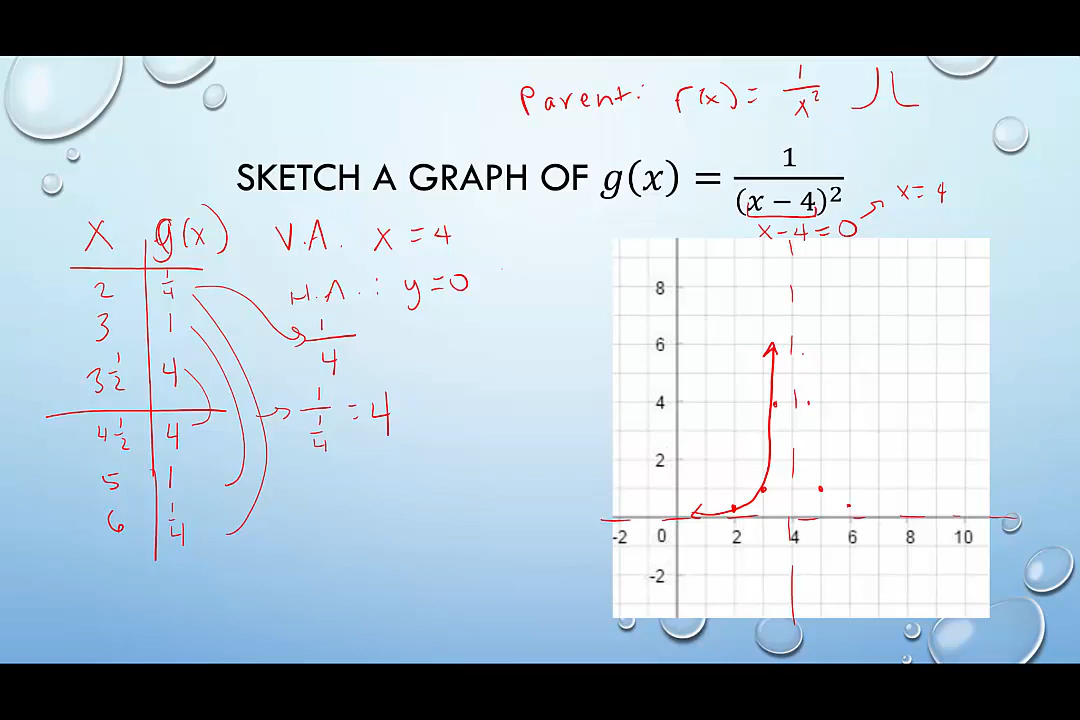 Parent: f(x) = 1/x²
SKETCH A GRAPH OF g(x) = 1/(x − 4)²
x − 4 = 0 → x = 4
X | g(x)
2 | 1/4
3 | 1
3 1/2 | 4
4 1/2 | 4
5 | 1
6 | 1/4
V.A. x = 4
H.A.: y = 0
1/4
1/(1/4) = 4
8
6
4
2
-2 0 2 4 6 8 10
-2